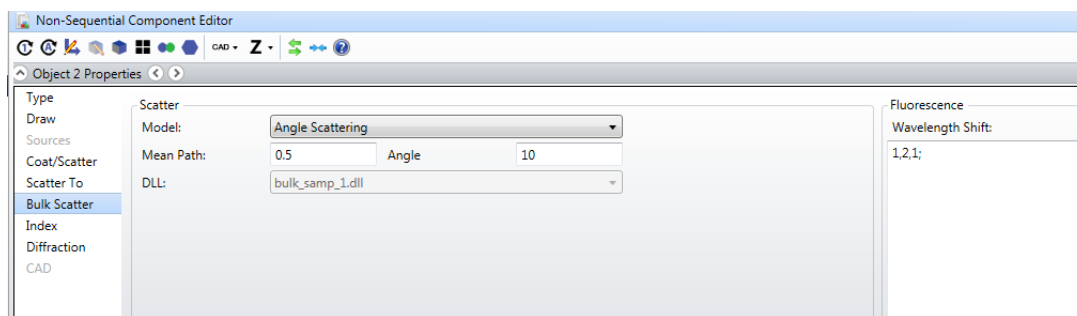 Non-Sequential Component Editor
CAD Z
Object 2 Properties
Type
Draw
Sources
Coat/Scatter
Scatter To
Bulk Scatter
Index
Diffraction
CAD
Scatter
Model: Angle Scattering
Mean Path: 0.5 Angle 10
DLL: bulk_samp_1.dll
Fluorescence
Wavelength Shift:
1,2,1;